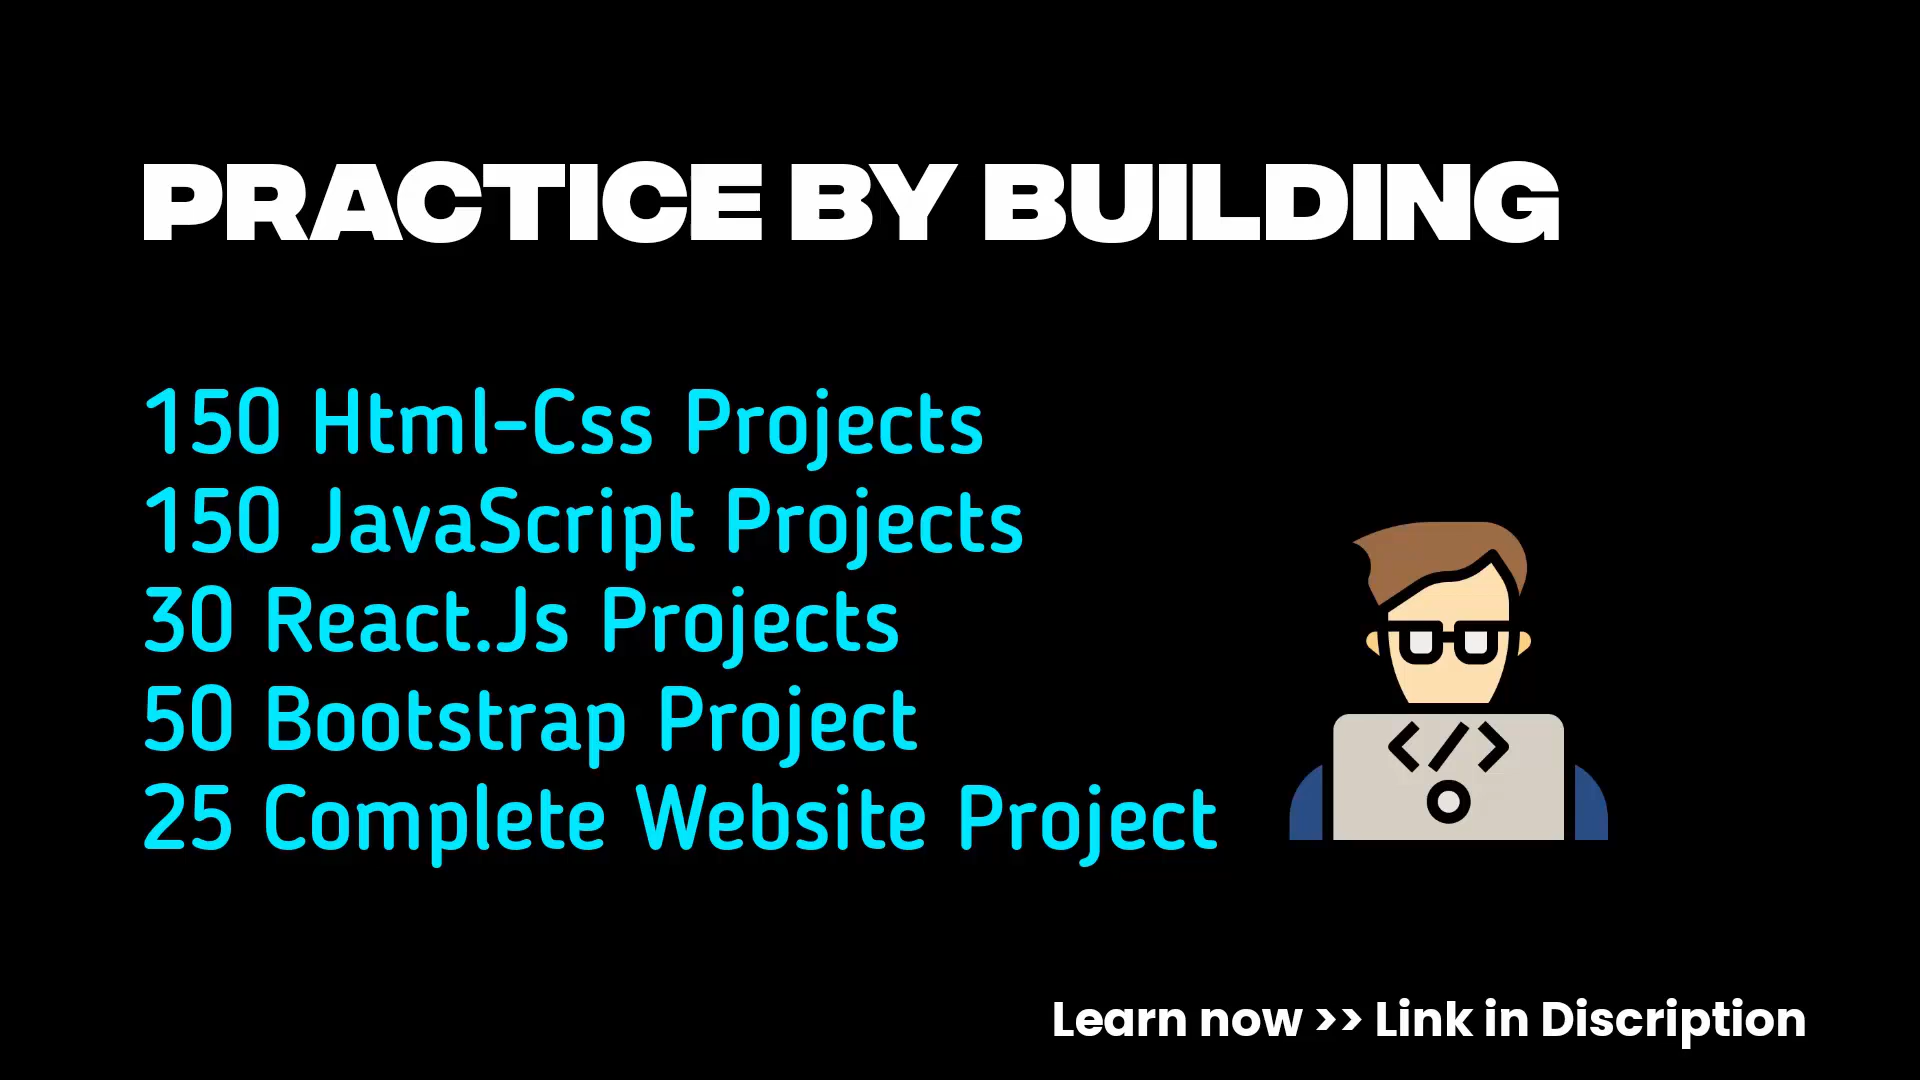 PRACTICE BY BUILDING
150 Html-Css Projects
150 JavaScript Projects
30 React.Js Projects
50 Bootstrap Project
25 Complete Website Project
</>
Learn now >> Link in Discription